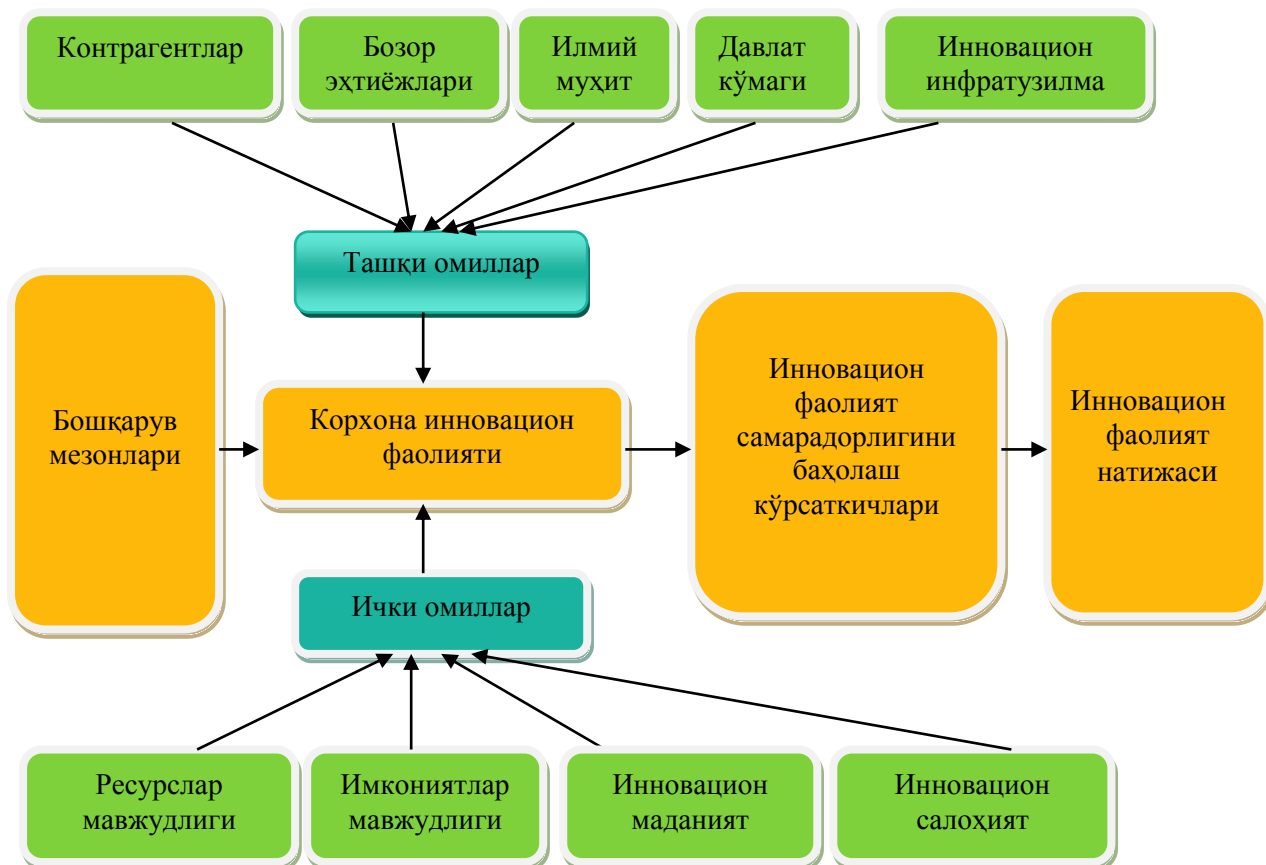 Контрагентлар
Бозор
эҳтиёжлари
Илмий
муҳит
Давлат
кўмаги
Инновацион
инфратузилма
Ташқи омиллар
Бошқарув
мезонлари
Корхона инновацион
фаолияти
Инновацион
фаолият
самарадорлигини
баҳолаш
кўрсаткичлари
Инновацион
фаолият
натижаси
Ички омиллар
Ресурслар
мавжудлиги
Имкониятлар
мавжудлиги
Инновацион
маданият
Инновацион
салоҳият